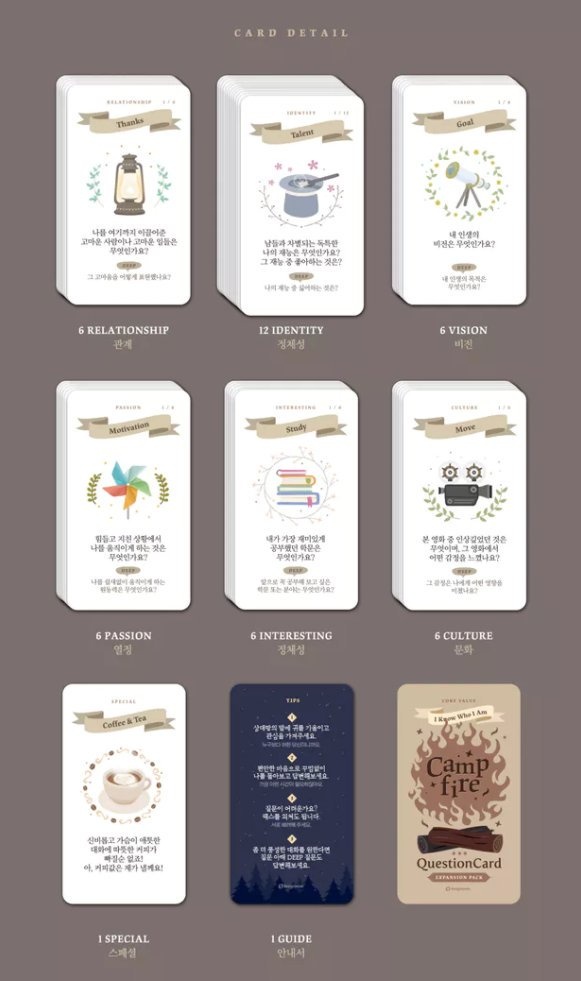 CARD DETAIL
RELATIONSHIP 1 / 6
Thanks
나를 여기까지 이끌어준
고마운 사람이나 고마운 일들은
무엇인가요?
DEEP
그 고마움을 어떻게 표현했나요?
6 RELATIONSHIP
관계
IDENTITY 1 / 12
Talent
남들과 차별되는 독특한
나의 재능은 무엇인가요?
그 재능 중 좋아하는 것은?
DEEP
나의 재능 중 싫어하는 것은?
12 IDENTITY
정체성
VISION 1 / 6
Goal
내 인생의
비전은 무엇인가요?
DEEP
내 인생의 목적은
무엇인가요?
6 VISION
비전
PASSION 1 / 6
Motivation
힘들고 지친 상황에서
나를 움직이게 하는 것은
무엇인가요?
DEEP
나를 쉼없이 움직이게 하는
원동력은 무엇인가요?
6 PASSION
열정
INTERESTING 1 / 6
Study
내가 가장 재미있게
공부했던 학문은
무엇인가요?
DEEP
앞으로 꼭 공부해 보고 싶은
학문 또는 분야는 무엇인가요?
6 INTERESTING
정체성
CULTURE 1 / 6
Move
본 영화 중 인상깊었던 것은
무엇이며, 그 영화에서
어떤 감정을 느꼈나요?
DEEP
그 감정은 나에게 어떤 영향을
미쳤나요?
6 CULTURE
문화
SPECIAL
Coffee & Tea
신비롭고 가슴이 애틋한
대화에 따뜻한 커피가
빠질순 없죠!
아, 커피값은 제가 낼께요!
1 SPECIAL
스페셜
TIPS
1
상대방의 말에 귀를 기울이고
관심을 가져주세요.
2
편안한 마음으로 꾸밈없이
나를 돌아보고 답변해보세요.
3
질문이 어려운가요?
패스를 외쳐도 됩니다.
좀 더 풍성한 대화를 원한다면
질문 아래 DEEP 질문도
답변해보세요.
1 GUIDE
안내서
CORE VALUE
I Know Who I Am
Camp
fire
QuestionCard
EXPANSION PACK